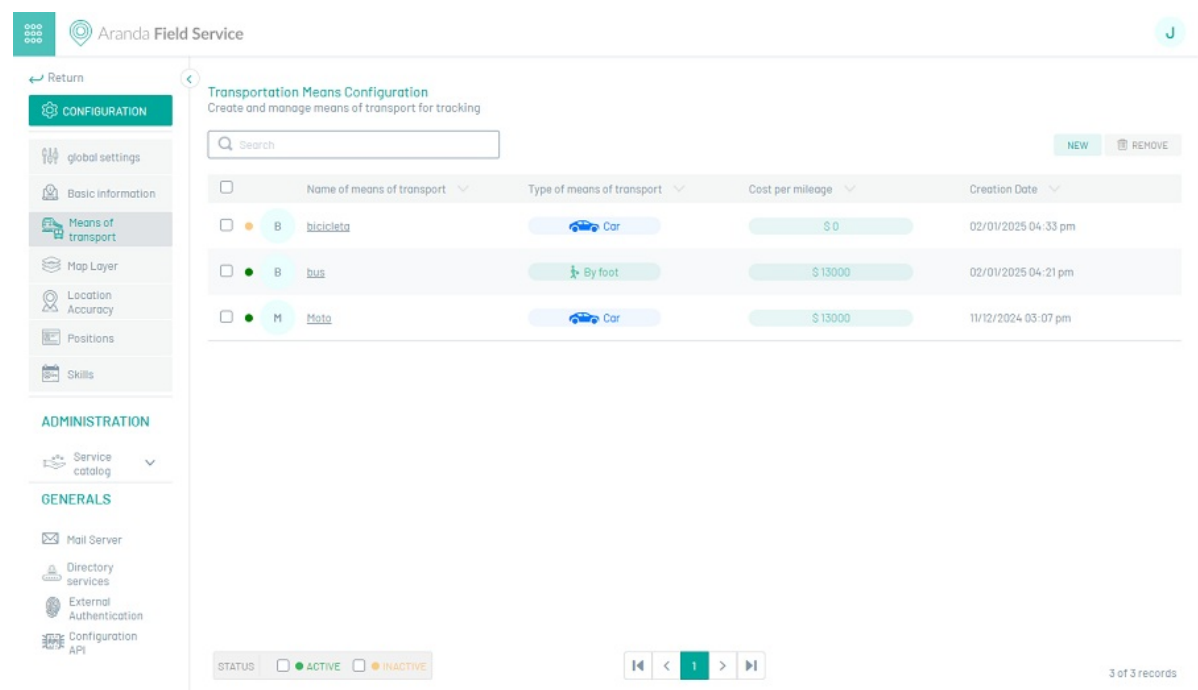 Aranda Field Service
J
Return
CONFIGURATION
global settings
Basic information
Means of
transport
Map Layer
Location
Accuracy
Positions
Skills
ADMINISTRATION
Service
catalog
GENERALS
Mail Server
Directory
services
External
Authentication
Configuration
API
Transportation Means Configuration
Create and manage means of transport for tracking
Search
NEW
REMOVE
Name of means of transport Type of means of transport Cost per mileage Creation Date
B bicicleta Car $ 0 02/01/2025 04:33 pm
B bus By foot $ 13000 02/01/2025 04:21 pm
M Moto Car $ 13000 11/12/2024 03:07 pm
STATUS ACTIVE INACTIVE
1
3 of 3 records